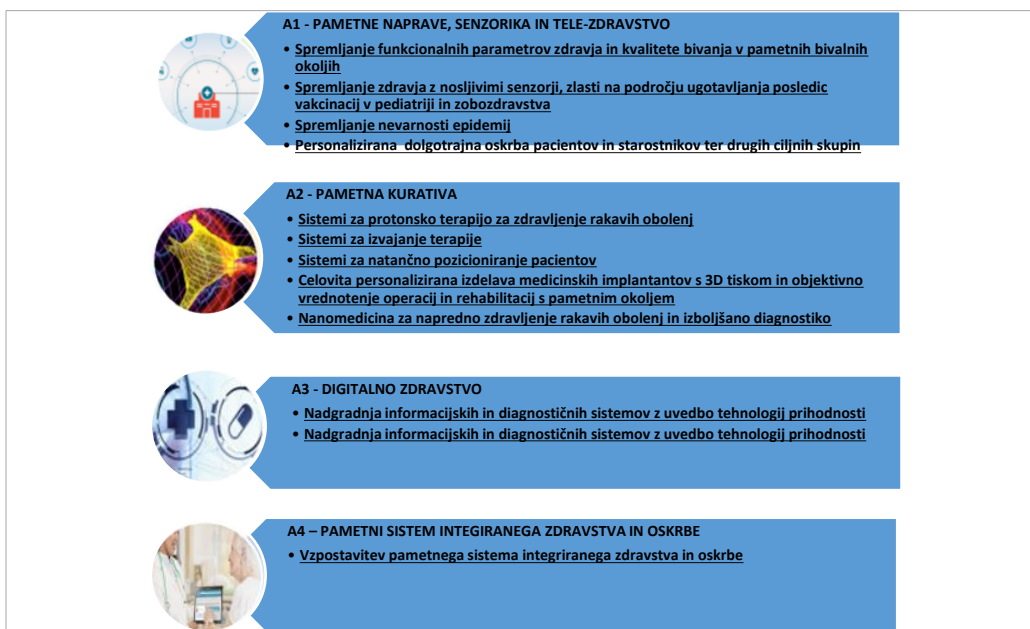 A1 - PAMETNE NAPRAVE, SENZORIKA IN TELE-ZDRAVSTVO
• Spremljanje funkcionalnih parametrov zdravja in kvalitete bivanja v pametnih bivalnih
okoljih
• Spremljanje zdravja z nosljivimi senzorji, zlasti na področju ugotavljanja posledic
vakcinacij v pediatriji in zobozdravstva
• Spremljanje nevarnosti epidemij
• Personalizirana dolgotrajna oskrba pacientov in starostnikov ter drugih ciljnih skupin
A2 - PAMETNA KURATIVA
• Sistemi za protonsko terapijo za zdravljenje rakavih obolenj
• Sistemi za izvajanje terapije
• Sistemi za natančno pozicioniranje pacientov
• Celovita personalizirana izdelava medicinskih implantantov s 3D tiskom in objektivno
vrednotenje operacij in rehabilitacij s pametnim okoljem
• Nanomedicina za napredno zdravljenje rakavih obolenj in izboljšano diagnostiko
A3 - DIGITALNO ZDRAVSTVO
• Nadgradnja informacijskih in diagnostičnih sistemov z uvedbo tehnologij prihodnosti
• Nadgradnja informacijskih in diagnostičnih sistemov z uvedbo tehnologij prihodnosti
A4 – PAMETNI SISTEM INTEGIRANEGA ZDRAVSTVA IN OSKRBE
• Vzpostavitev pametnega sistema integriranega zdravstva in oskrbe